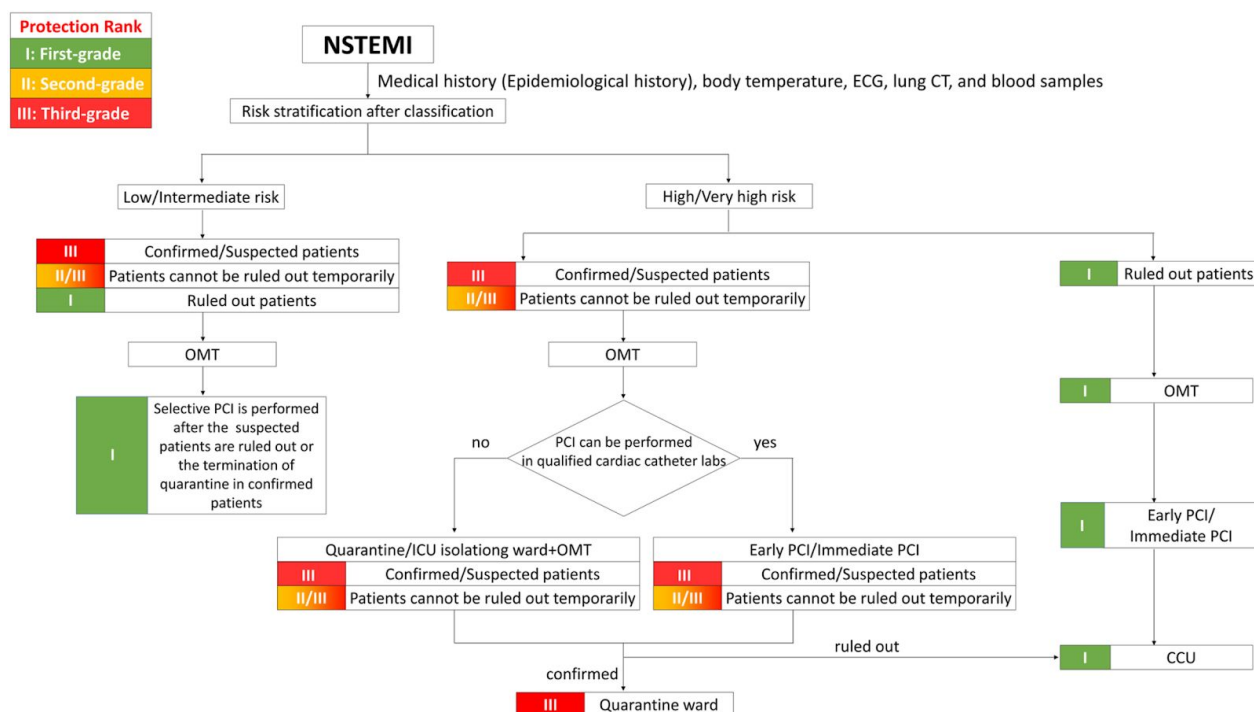 Protection Rank
I: First-grade
II: Second-grade
III: Third-grade
NSTEMI
Medical history (Epidemiological history), body temperature, ECG, lung CT, and blood samples
Risk stratification after classification
Low/Intermediate risk
High/Very high risk
III Confirmed/Suspected patients
II/III Patients cannot be ruled out temporarily
I Ruled out patients
III Confirmed/Suspected patients
II/III Patients cannot be ruled out temporarily
I Ruled out patients
OMT
OMT
I OMT
I Selective PCI is performed
after the suspected
patients are ruled out or
the termination of
quarantine in confirmed
patients
no
PCI can be performed
in qualified cardiac catheter labs
yes
I Early PCI/
Immediate PCI
Quarantine/ICU isolationg ward+OMT
III Confirmed/Suspected patients
II/III Patients cannot be ruled out temporarily
Early PCI/Immediate PCI
III Confirmed/Suspected patients
II/III Patients cannot be ruled out temporarily
ruled out
I CCU
confirmed
III Quarantine ward